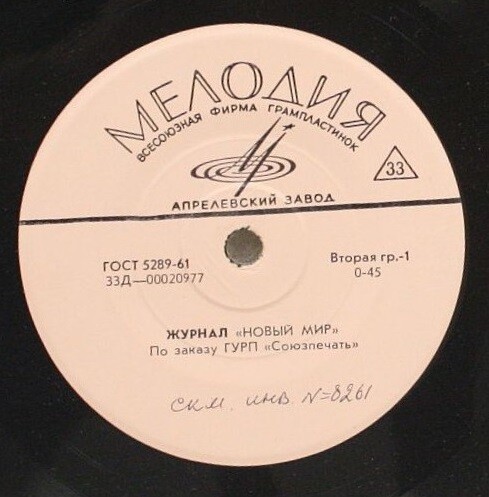 МЕЛОДИЯ
ВСЕСОЮЗНАЯ ФИРМА ГРАМПЛАСТИНОК
33
АПРЕЛЕВСКИЙ ЗАВОД
ГОСТ 5289-61
33Д—00020977
Вторая гр.-1
0-45
ЖУРНАЛ «НОВЫЙ МИР»
По заказу ГУРП «Союзпечать»
СКМ. инв. N=8261